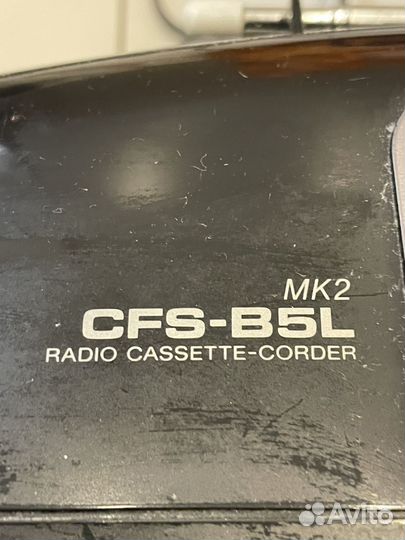 MK2
CFS-B5L
RADIO CASSETTE-CORDER
Avito